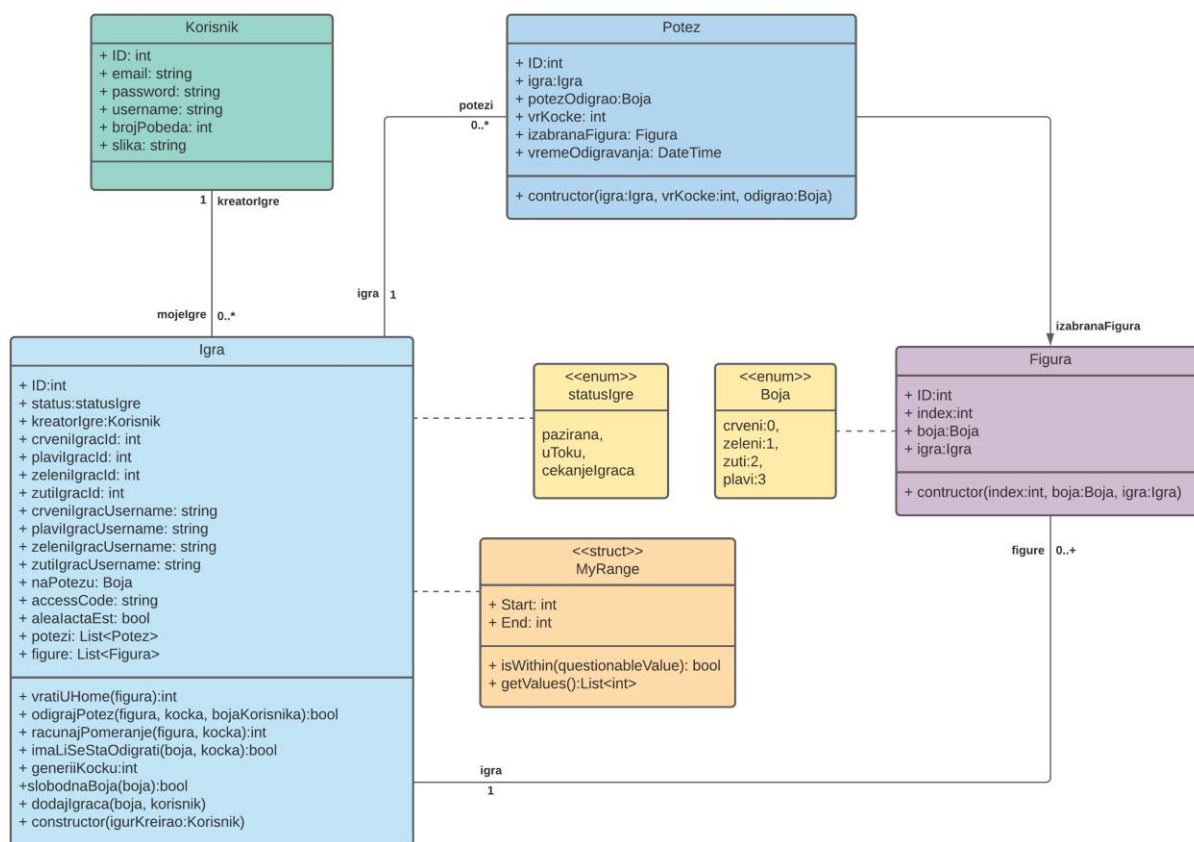 Korisnik
+ ID: int
+ email: string
+ password: string
+ username: string
+ brojPobeda: int
+ slika: string
1 kreatorIgre
mojeIgre 0..*
Potez
+ ID:int
+ igra:Igra
+ potezOdigrao:Boja
+ vrKocke: int
+ izabranaFigura: Figura
+ vremeOdigravanja: DateTime
+ contructor(igra:Igra, vrKocke:int, odigrao:Boja)
potezi
0..*
igra 1
izabranaFigura
Igra
+ ID:int
+ status:statusIgre
+ kreatorIgre:Korisnik
+ crveniIgracId: int
+ plaviIgracId: int
+ zeleniIgracId: int
+ zutiIgracId: int
+ crveniIgracUsername: string
+ plaviIgracUsername: string
+ zeleniIgracUsername: string
+ zutiIgracUsername: string
+ naPotezu: Boja
+ accessCode: string
+ aleaIactaEst: bool
+ potezi: List<Potez>
+ figure: List<Figura>
+ vratiUHome(figura):int
+ odigrajPotez(figura, kocka, bojaKorisnika):bool
+ racunajPomeranje(figura, kocka):int
+ imaLiSeStaOdigrati(boja, kocka):bool
+ generiiKocku:int
+slobodnaBoja(boja):bool
+ dodajIgraca(boja, korisnik)
+ constructor(igurKreirao:Korisnik)
<<enum>>
statusIgre
pazirana,
uToku,
cekanjeIgraca
<<enum>>
Boja
crveni:0,
zeleni:1,
zuti:2,
plavi:3
Figura
+ ID:int
+ index:int
+ boja:Boja
+ igra:Igra
+ contructor(index:int, boja:Boja, igra:Igra)
figure 0..+
<<struct>>
MyRange
+ Start: int
+ End: int
+ isWithin(questionableValue): bool
+ getValues():List<int>
igra
1